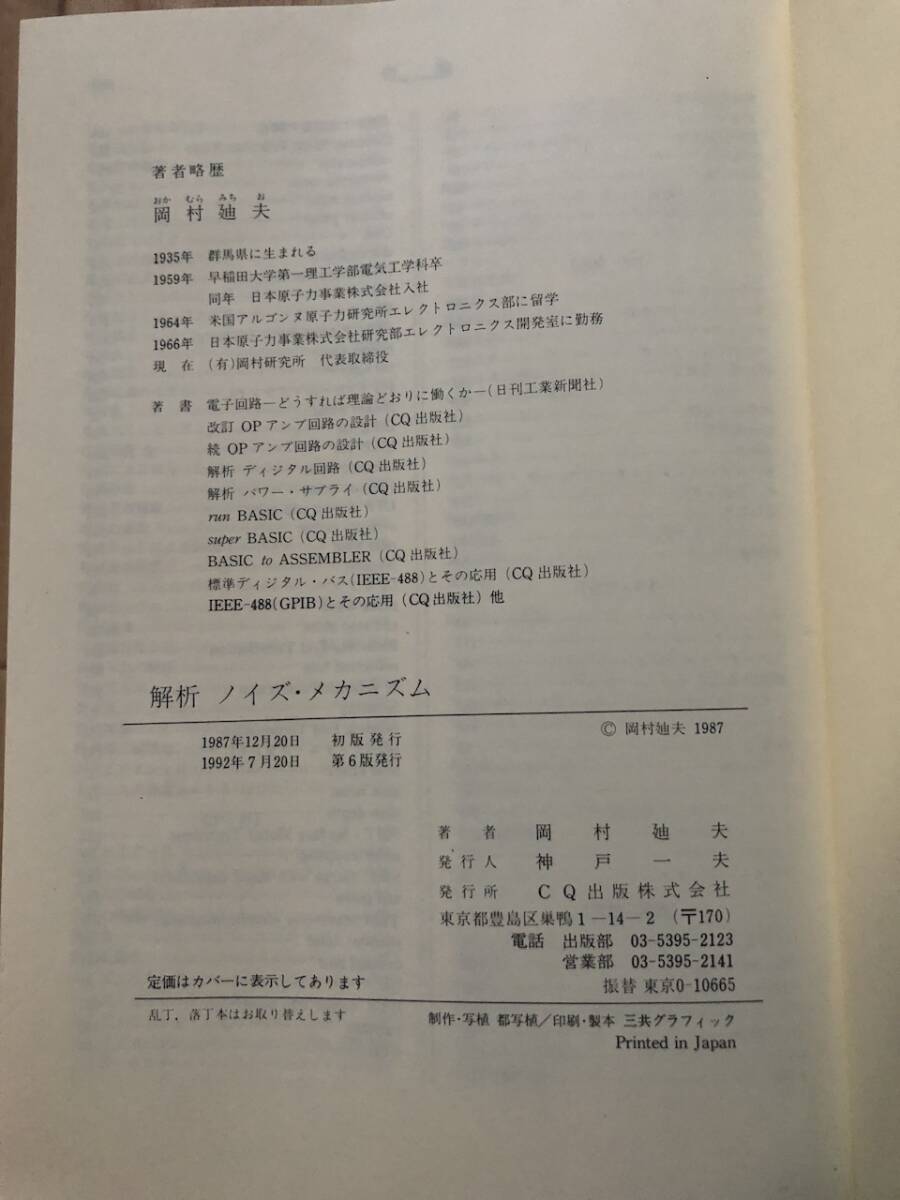 著者略歴
おか むら みち お
岡村廸夫
1935年 群馬県に生まれる
1959年 早稲田大学第一理工学部電気工学科卒
同年 日本原子力事業株式会社入社
1964年 米国アルゴンヌ原子力研究所エレクトロニクス部に留学
1966年 日本原子力事業株式会社研究部エレクトロニクス開発室に勤務
現在 (有)岡村研究所 代表取締役
著書 電子回路―どうすれば理論どおりに働くか―(日刊工業新聞社)
改訂 OPアンプ回路の設計 (CQ出版社)
続 OPアンプ回路の設計 (CQ出版社)
解析 ディジタル回路 (CQ出版社)
解析 パワー・サプライ (CQ出版社)
run BASIC (CQ出版社)
super BASIC (CQ出版社)
BASIC to ASSEMBLER (CQ出版社)
標準ディジタル・バス(IEEE-488)とその応用 (CQ出版社)
IEEE-488(GPIB)とその応用 (CQ出版社) 他
解析 ノイズ・メカニズム
1987年12月20日 初版発行
1992年7月20日 第6版発行
© 岡村廸夫 1987
著者 岡村廸夫
発行人 神戸一夫
発行所 CQ出版株式会社
東京都豊島区巣鴨1―14―2 (〒170)
電話 出版部 03-5395-2123
営業部 03-5395-2141
振替 東京0-10665
定価はカバーに表示してあります
乱丁，落丁本はお取り替えします
制作・写植 都写植／印刷・製本 三共グラフィック
Printed in Japan